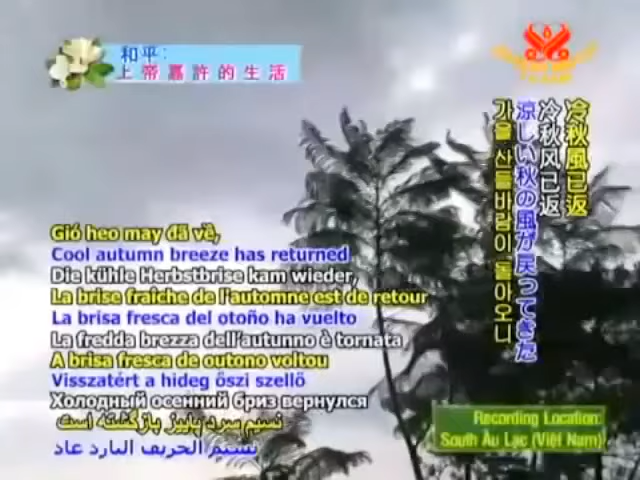 和平:
上帝嘉許的生活
冷秋風已返
冷秋风已返
涼しい秋の風が戻ってきた
가을 산들바람이 돌아오니
Gió heo may đã về,
Cool autumn breeze has returned
Die kühle Herbstbrise kam wieder,
La brise fraiche de l'automne est de retour
La brisa fresca del otoño ha vuelto
La fredda brezza dell'autunno è tornata
A brisa fresca de outono voltou
Visszatért a hideg őszi szellő
Холодный осенний бриз вернулся
نسیم سرد پاییز بازگشته است
نسيم الخريف البارد عاد
Recording Location:
South Âu Lạc (Việt Nam)